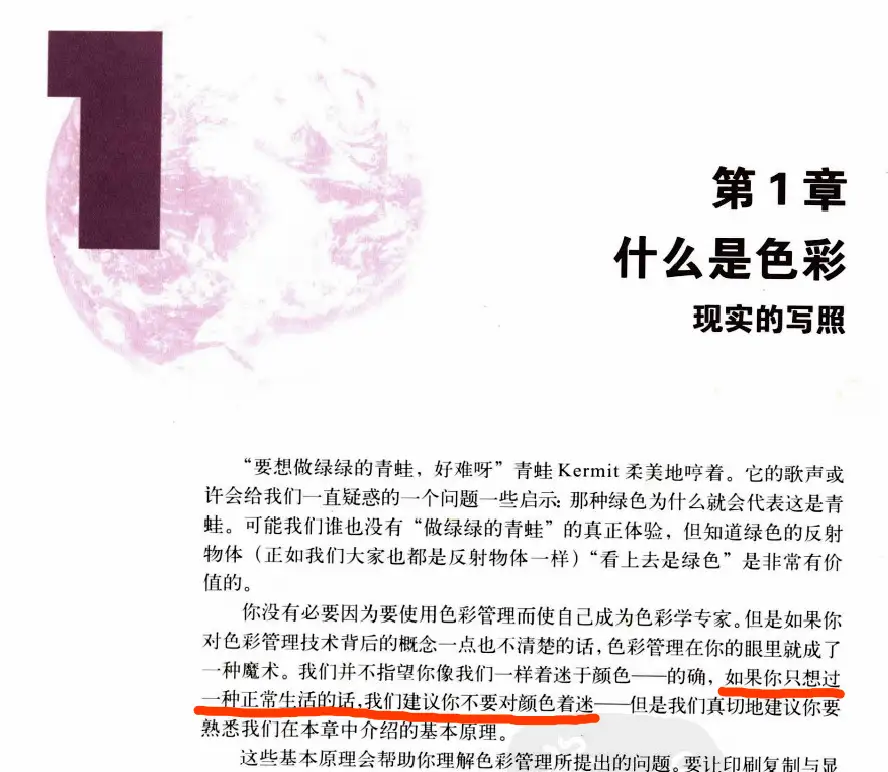 1
第1章
什么是色彩
现实的写照
“要想做绿绿的青蛙，好难呀”青蛙Kermit柔美地哼着。它的歌声或
许会给我们一直疑惑的一个问题一些启示：那种绿色为什么就会代表这是青
蛙。可能我们谁也没有“做绿绿的青蛙”的真正体验，但知道绿色的反射
物体（正如我们大家也都是反射物体一样）“看上去是绿色”是非常有价
值的。
你没有必要因为要使用色彩管理而使自己成为色彩学专家。但是如果你
对色彩管理技术背后的概念一点也不清楚的话，色彩管理在你的眼里就成了
一种魔术。我们并不指望你像我们一样着迷于颜色——的确，如果你只想过
一种正常生活的话，我们建议你不要对颜色着迷——但是我们真切地建议你要
熟悉我们在本章中介绍的基本原理。
这些基本原理会帮助你理解色彩管理所提出的问题。要让印刷复制与显